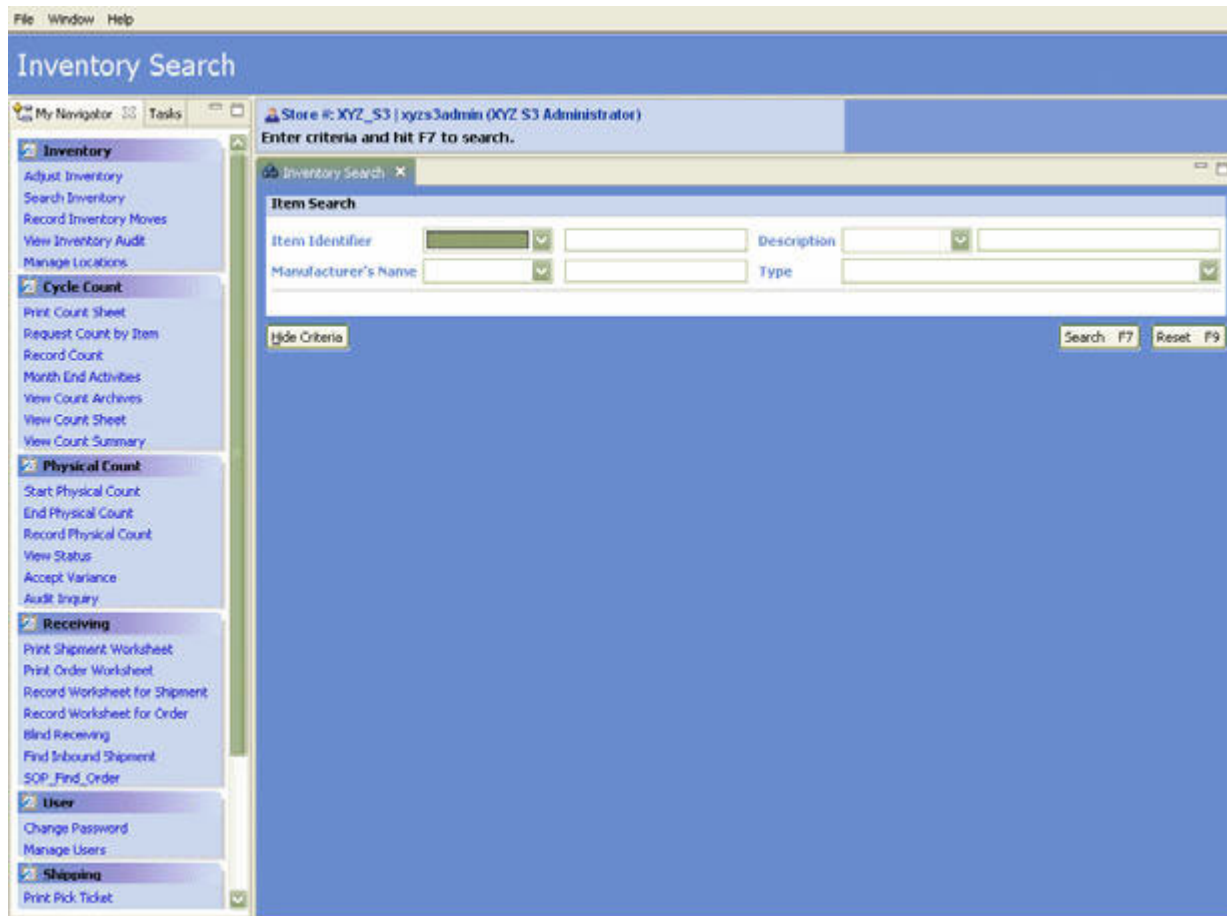 File Window Help
Inventory Search
My Navigator Tasks
Inventory
Adjust Inventory
Search Inventory
Record Inventory Moves
View Inventory Audit
Manage Locations
Cycle Count
Print Count Sheet
Request Count by Item
Record Count
Month End Activities
View Count Archives
View Count Sheet
View Count Summary
Physical Count
Start Physical Count
End Physical Count
Record Physical Count
View Status
Accept Variance
Audit Inquiry
Receiving
Print Shipment Worksheet
Print Order Worksheet
Record Worksheet for Shipment
Record Worksheet for Order
Blind Receiving
Find Inbound Shipment
SOP_Find_Order
User
Change Password
Manage Users
Shipping
Print Pick Ticket
Store #: XYZ_S3 | xyzs3admin (XYZ S3 Administrator)
Enter criteria and hit F7 to search.
Inventory Search
Item Search
Item Identifier Description
Manufacturer's Name Type
Hide Criteria Search F7 Reset F9